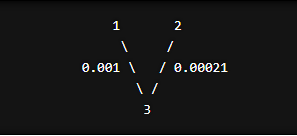 1 2
\ /
0.001 \ / 0.00021
\ /
3